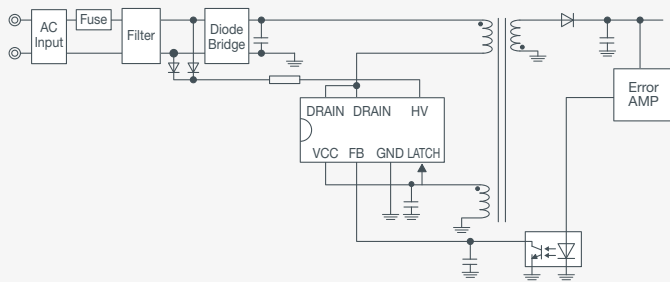 AC
Input
Fuse
Filter
Diode
Bridge
Error
AMP
DRAIN DRAIN HV
VCC FB GND LATCH